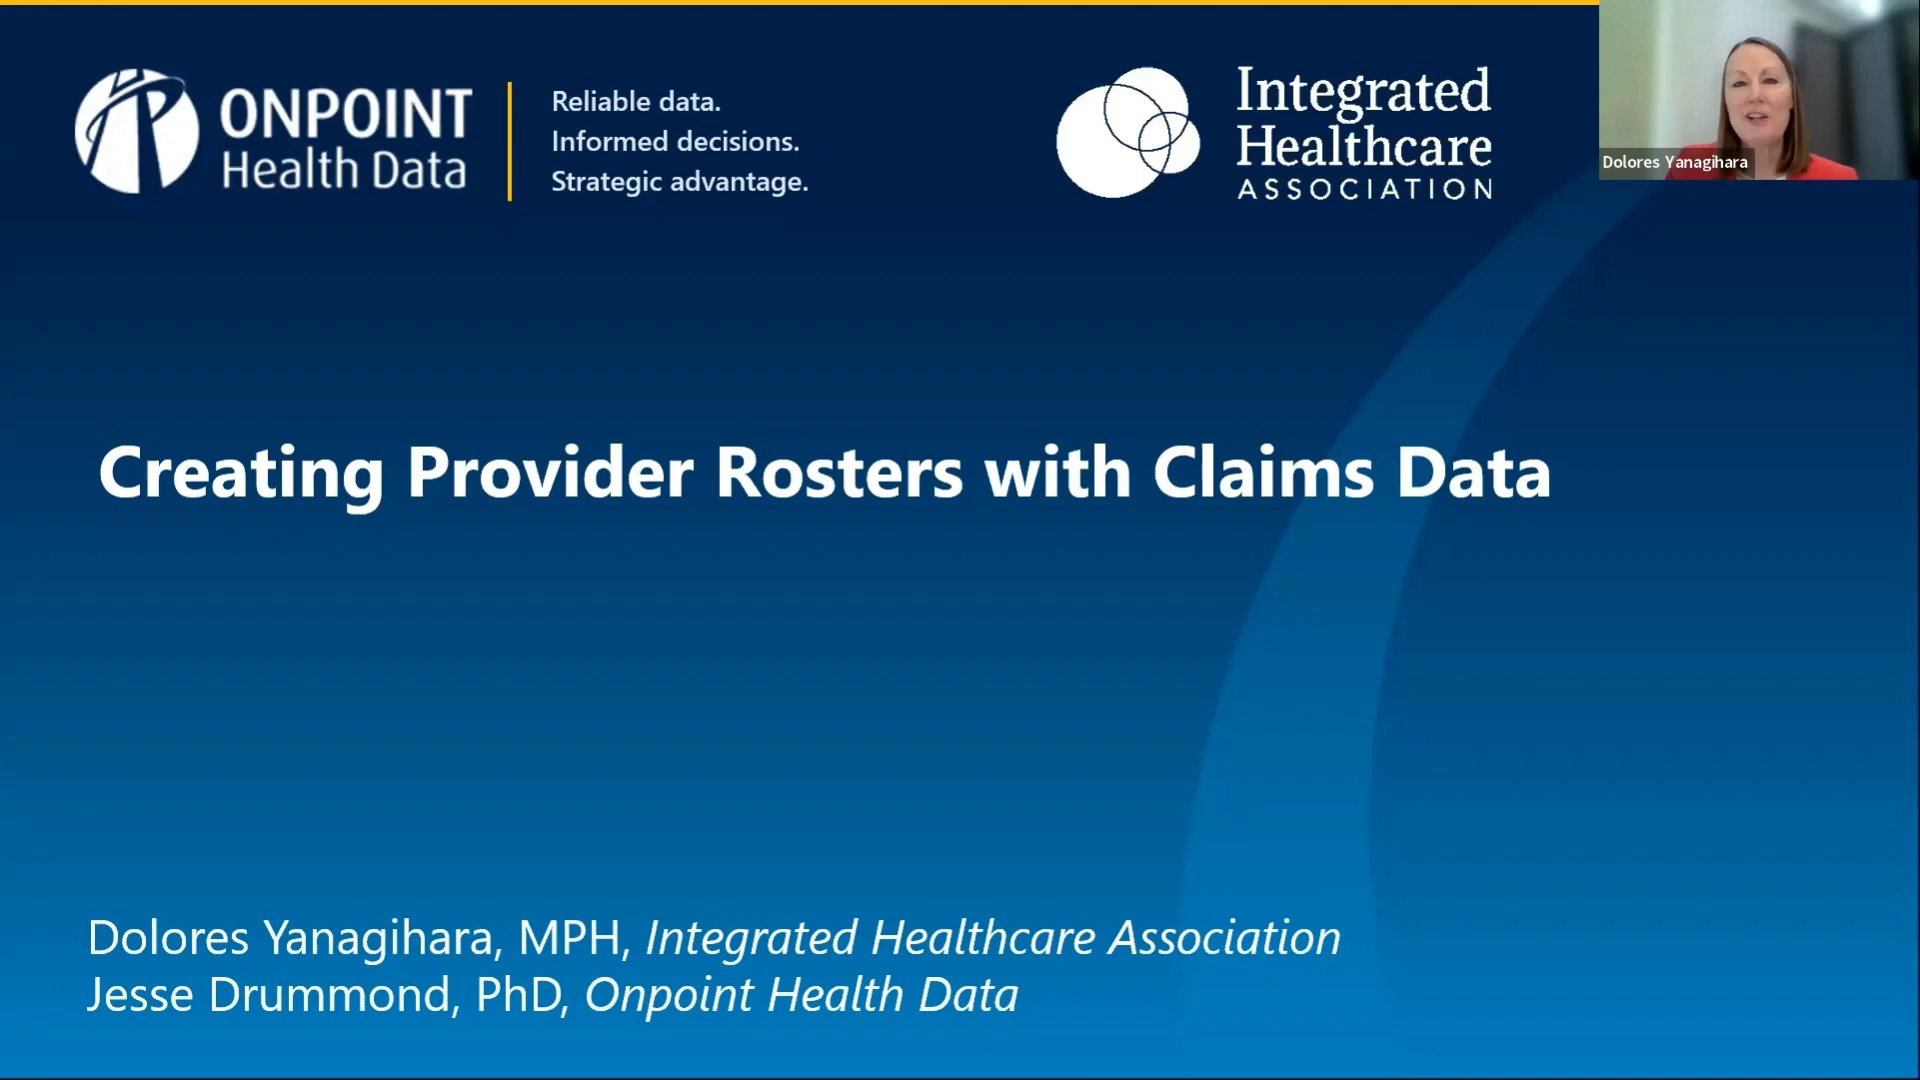 ONPOINT
Health Data
Reliable data.
Informed decisions.
Strategic advantage.
Integrated
Healthcare
ASSOCIATION
Dolores Yanagihara
Creating Provider Rosters with Claims Data
Dolores Yanagihara, MPH, Integrated Healthcare Association
Jesse Drummond, PhD, Onpoint Health Data